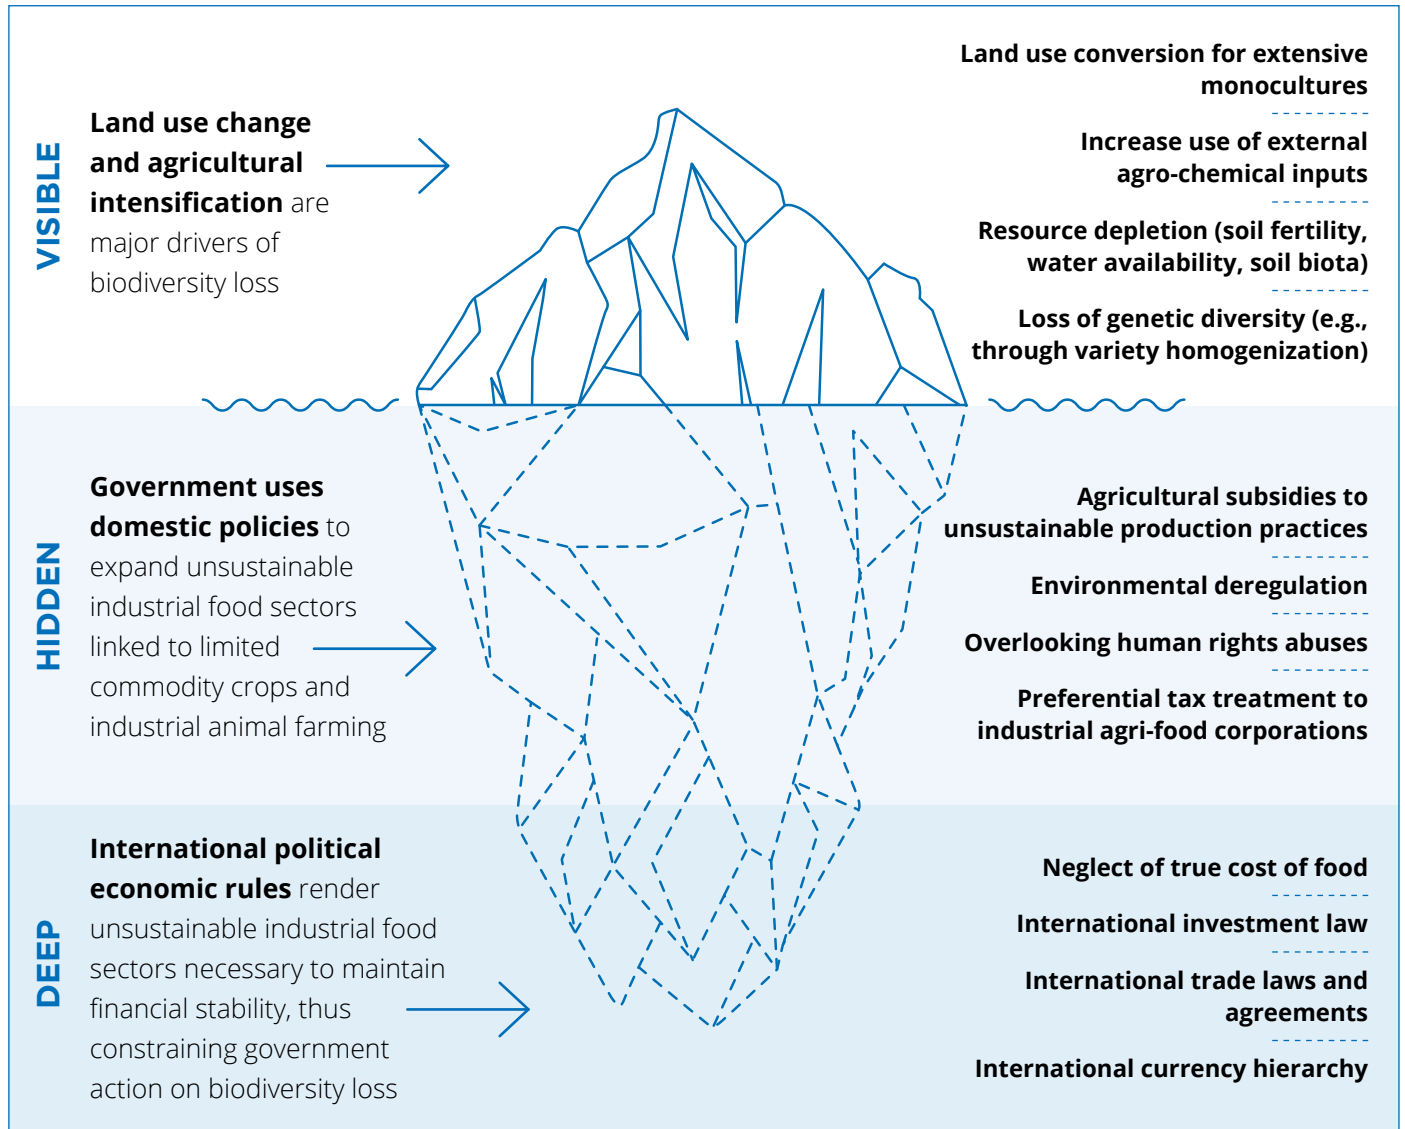 VISIBLE
Land use change
and agricultural
intensification are
major drivers of
biodiversity loss
Land use conversion for extensive
monocultures
Increase use of external
agro-chemical inputs
Resource depletion (soil fertility,
water availability, soil biota)
Loss of genetic diversity (e.g.,
through variety homogenization)
HIDDEN
Government uses
domestic policies to
expand unsustainable
industrial food sectors
linked to limited
commodity crops and
industrial animal farming
Agricultural subsidies to
unsustainable production practices
Environmental deregulation
Overlooking human rights abuses
Preferential tax treatment to
industrial agri-food corporations
DEEP
International political
economic rules render
unsustainable industrial food
sectors necessary to maintain
financial stability, thus
constraining government
action on biodiversity loss
Neglect of true cost of food
International investment law
International trade laws and
agreements
International currency hierarchy